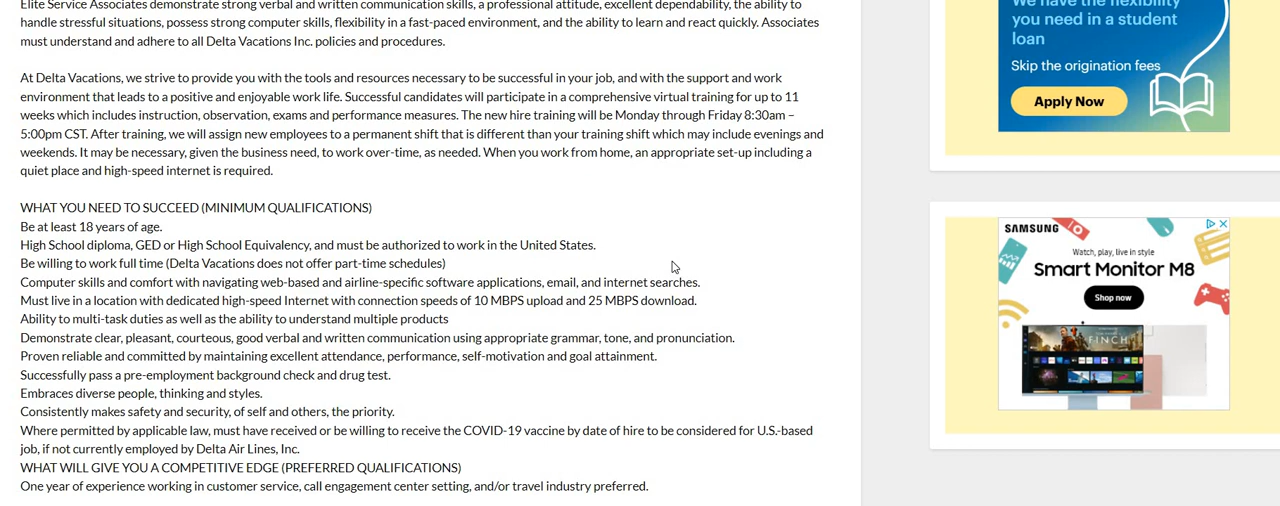 Elite Service Associates demonstrate strong verbal and written communication skills, a professional attitude, excellent dependability, the ability to
handle stressful situations, possess strong computer skills, flexibility in a fast-paced environment, and the ability to learn and react quickly. Associates
must understand and adhere to all Delta Vacations Inc. policies and procedures.
At Delta Vacations, we strive to provide you with the tools and resources necessary to be successful in your job, and with the support and work
environment that leads to a positive and enjoyable work life. Successful candidates will participate in a comprehensive virtual training for up to 11
weeks which includes instruction, observation, exams and performance measures. The new hire training will be Monday through Friday 8:30am –
5:00pm CST. After training, we will assign new employees to a permanent shift that is different than your training shift which may include evenings and
weekends. It may be necessary, given the business need, to work over-time, as needed. When you work from home, an appropriate set-up including a
quiet place and high-speed internet is required.
WHAT YOU NEED TO SUCCEED (MINIMUM QUALIFICATIONS)
Be at least 18 years of age.
High School diploma, GED or High School Equivalency, and must be authorized to work in the United States.
Be willing to work full time (Delta Vacations does not offer part-time schedules)
Computer skills and comfort with navigating web-based and airline-specific software applications, email, and internet searches.
Must live in a location with dedicated high-speed Internet with connection speeds of 10 MBPS upload and 25 MBPS download.
Ability to multi-task duties as well as the ability to understand multiple products
Demonstrate clear, pleasant, courteous, good verbal and written communication using appropriate grammar, tone, and pronunciation.
Proven reliable and committed by maintaining excellent attendance, performance, self-motivation and goal attainment.
Successfully pass a pre-employment background check and drug test.
Embraces diverse people, thinking and styles.
Consistently makes safety and security, of self and others, the priority.
Where permitted by applicable law, must have received or be willing to receive the COVID-19 vaccine by date of hire to be considered for U.S.-based
job, if not currently employed by Delta Air Lines, Inc.
WHAT WILL GIVE YOU A COMPETITIVE EDGE (PREFERRED QUALIFICATIONS)
One year of experience working in customer service, call engagement center setting, and/or travel industry preferred.
We have the flexibility
you need in a student
loan
Skip the origination fees
Apply Now
SAMSUNG
Watch, play, live in style
Smart Monitor M8
Shop now
FINCH